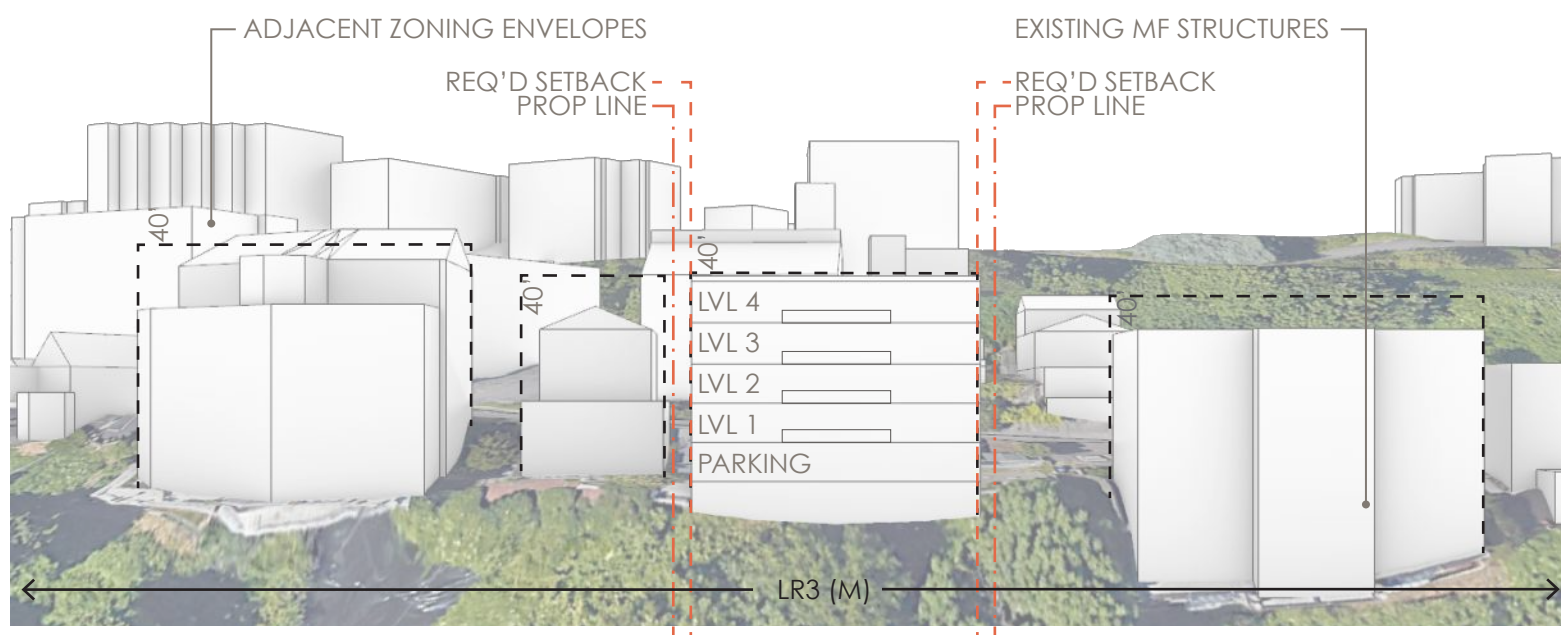 ADJACENT ZONING ENVELOPES
EXISTING MF STRUCTURES
REQ'D SETBACK
PROP LINE
REQ'D SETBACK
PROP LINE
40'
40'
40'
40'
LVL 4
LVL 3
LVL 2
LVL 1
PARKING
LR3 (M)